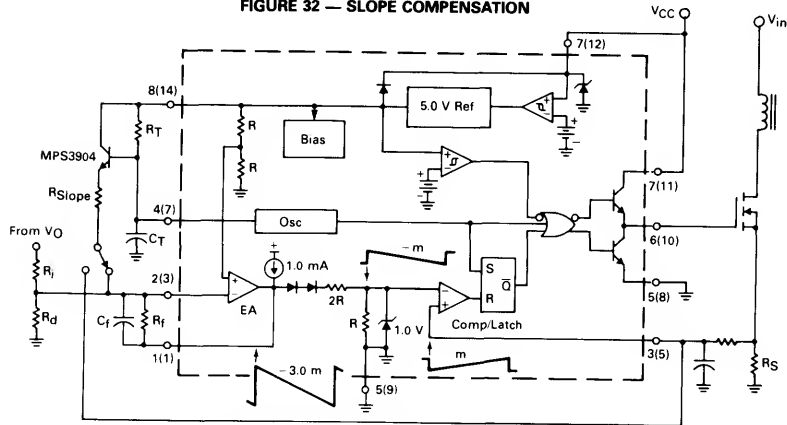 FIGURE 32 — SLOPE COMPENSATION
VCC
Vin
7(12)
8(14)
RT
R
R
Bias
5.0 V Ref
+
−
+
−
+
−
MPS3904
RSlope
7(11)
4(7)
Osc
6(10)
CT
From VO
Ri
+
1.0 mA
− m
S
Q
R
5(8)
2(3)
+
−
EA
2R
−
+
Comp/Latch
Rd
Cf
Rf
R
1.0 V
3(5)
1(1)
m
RS
− 3.0 m
5(9)